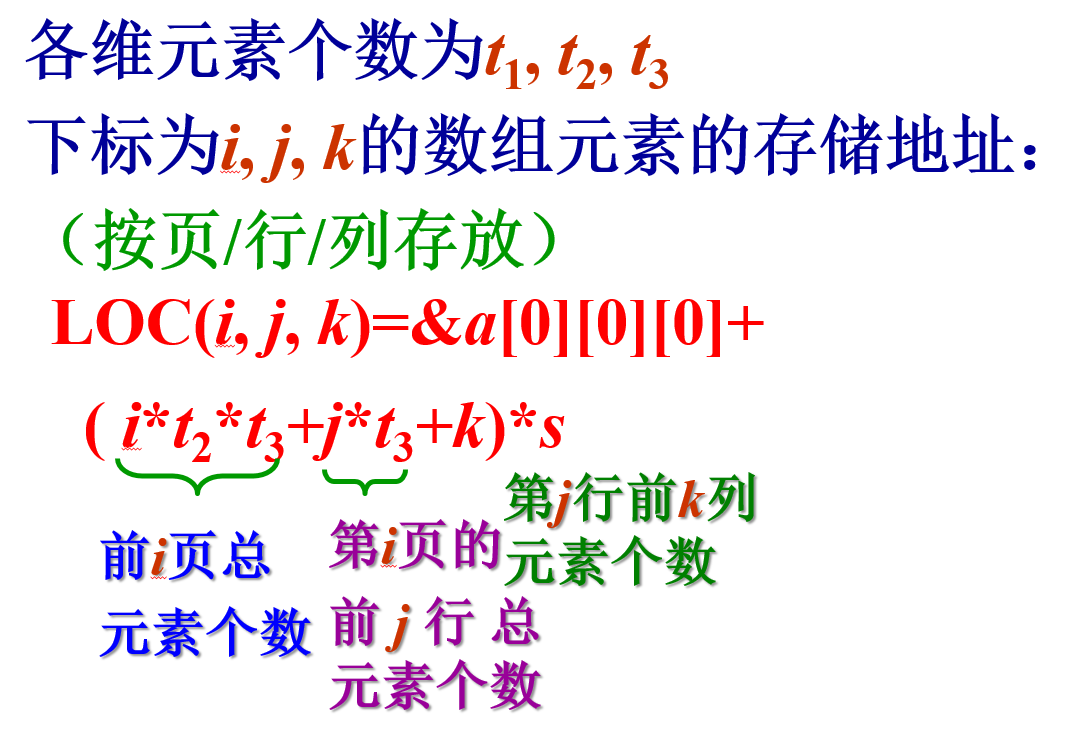 各维元素个数为t₁, t₂, t₃
下标为i, j, k的数组元素的存储地址：
（按页/行/列存放）
LOC(i, j, k)=&a[0][0][0]+
( i*t₂*t₃+j*t₃+k)*s
前i页总
元素个数
第i页的
前 j 行 总
元素个数
第j行前k列
元素个数